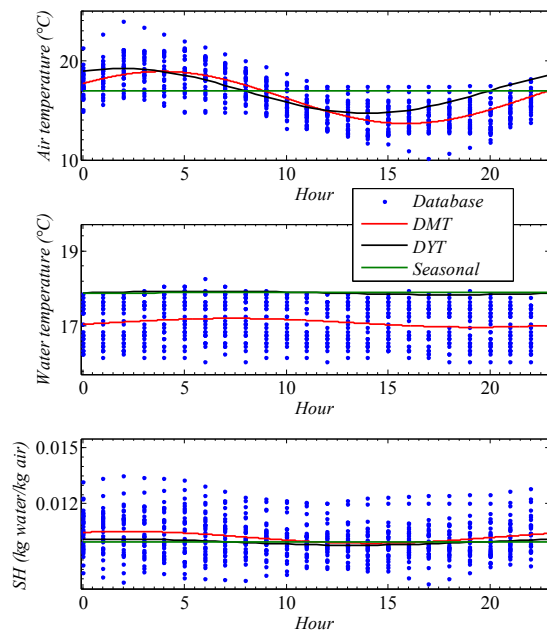 Air temperature (°C)
20
10
0
5
10
15
20
Hour
Database
DMT
DYT
Seasonal
Water temperature (°C)
19
17
0
5
10
15
20
Hour
SH (kg water/kg air)
0.015
0.012
0
5
10
15
20
Hour